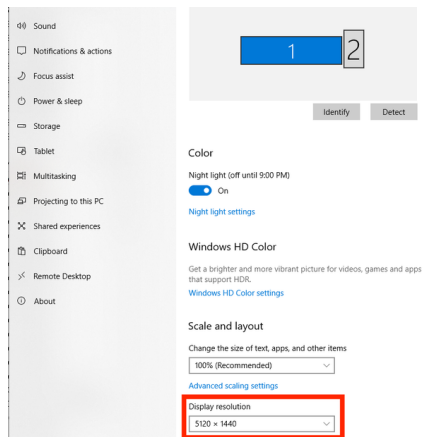 Sound
Notifications & actions
Focus assist
Power & sleep
Storage
Tablet
Multitasking
Projecting to this PC
Shared experiences
Clipboard
Remote Desktop
About
1
2
Identify
Detect
Color
Night light (off until 9:00 PM)
On
Night light settings
Windows HD Color
Get a brighter and more vibrant picture for videos, games and apps
that support HDR.
Windows HD Color settings
Scale and layout
Change the size of text, apps, and other items
100% (Recommended)
Advanced scaling settings
Display resolution
5120 × 1440